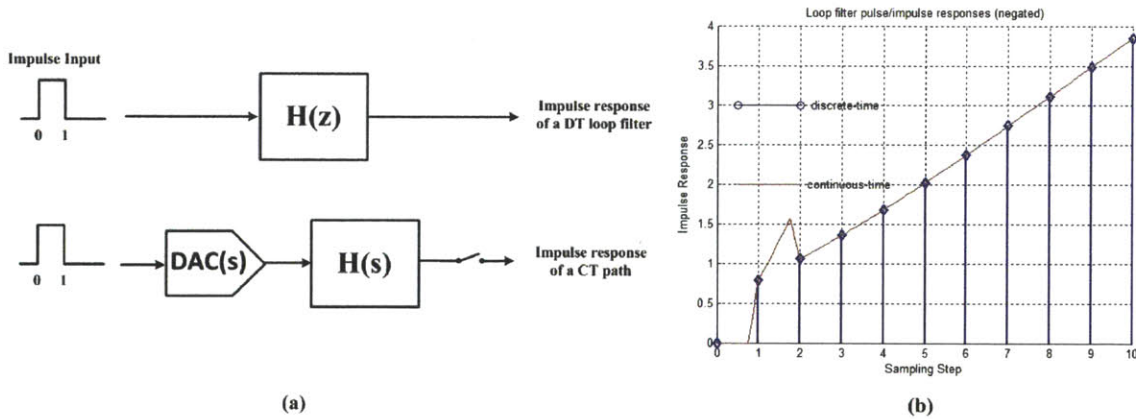 Impulse Input
0 1
H(z)
Impulse response
of a DT loop filter
0 1
DAC(s)
H(s)
Impulse response
of a CT path
(a)
Loop filter pulse/impulse responses (negated)
Impulse Response
4
3.5
3
2.5
2
1.5
1
0.5
0
discrete-time
continuous-time
0 1 2 3 4 5 6 7 8 9 10
Sampling Step
(b)